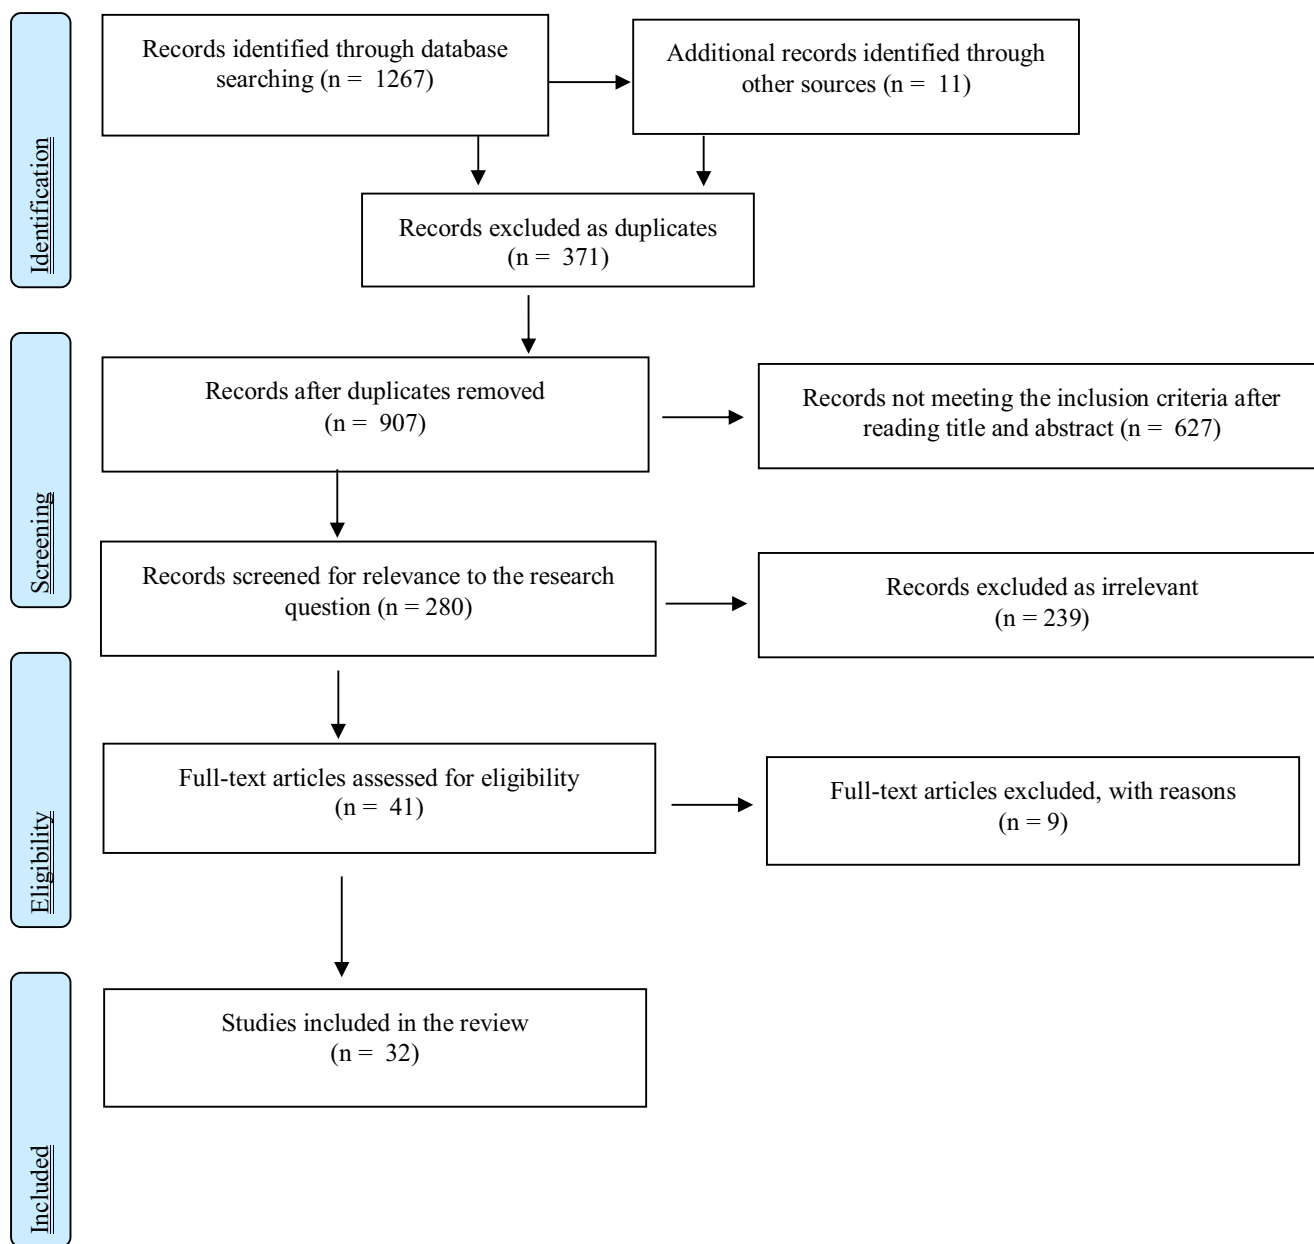 Identification
Records identified through database
searching (n =  1267)
Additional records identified through
other sources (n =  11)
Records excluded as duplicates
(n =  371)
Screening
Records after duplicates removed
(n =  907)
Records not meeting the inclusion criteria after
reading title and abstract (n =  627)
Records screened for relevance to the research
question (n = 280)
Records excluded as irrelevant
(n = 239)
Eligibility
Full-text articles assessed for eligibility
(n =  41)
Full-text articles excluded, with reasons
(n = 9)
Included
Studies included in the review
(n =  32)